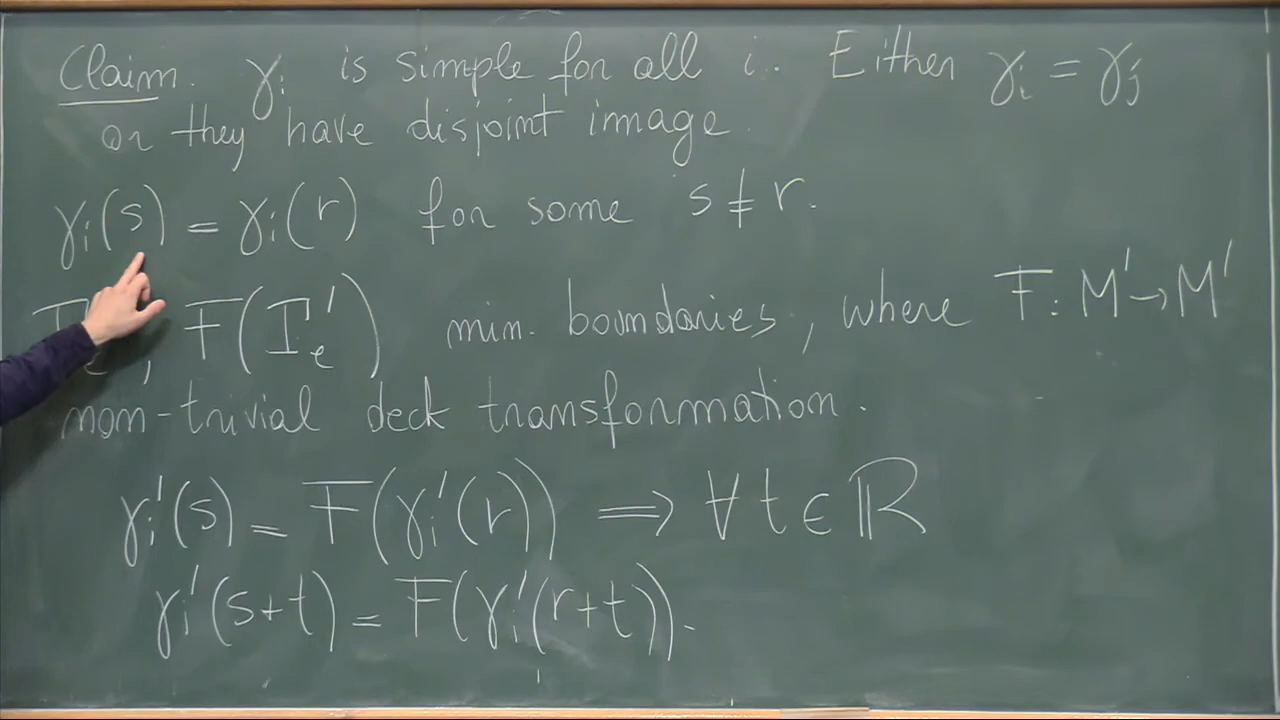 Claim. γᵢ is simple for all i. Either γᵢ = γⱼ
or they have disjoint image.
γᵢ(s) = γᵢ(r) for some s ≠ r.
, F(Γₑ') min. boundaries, where F: M' → M'
non-trivial deck transformation.
γᵢ'(s) = F(γᵢ'(r)) ⟹ ∀ t ∈ ℝ
γᵢ'(s+t) = F(γᵢ'(r+t)).